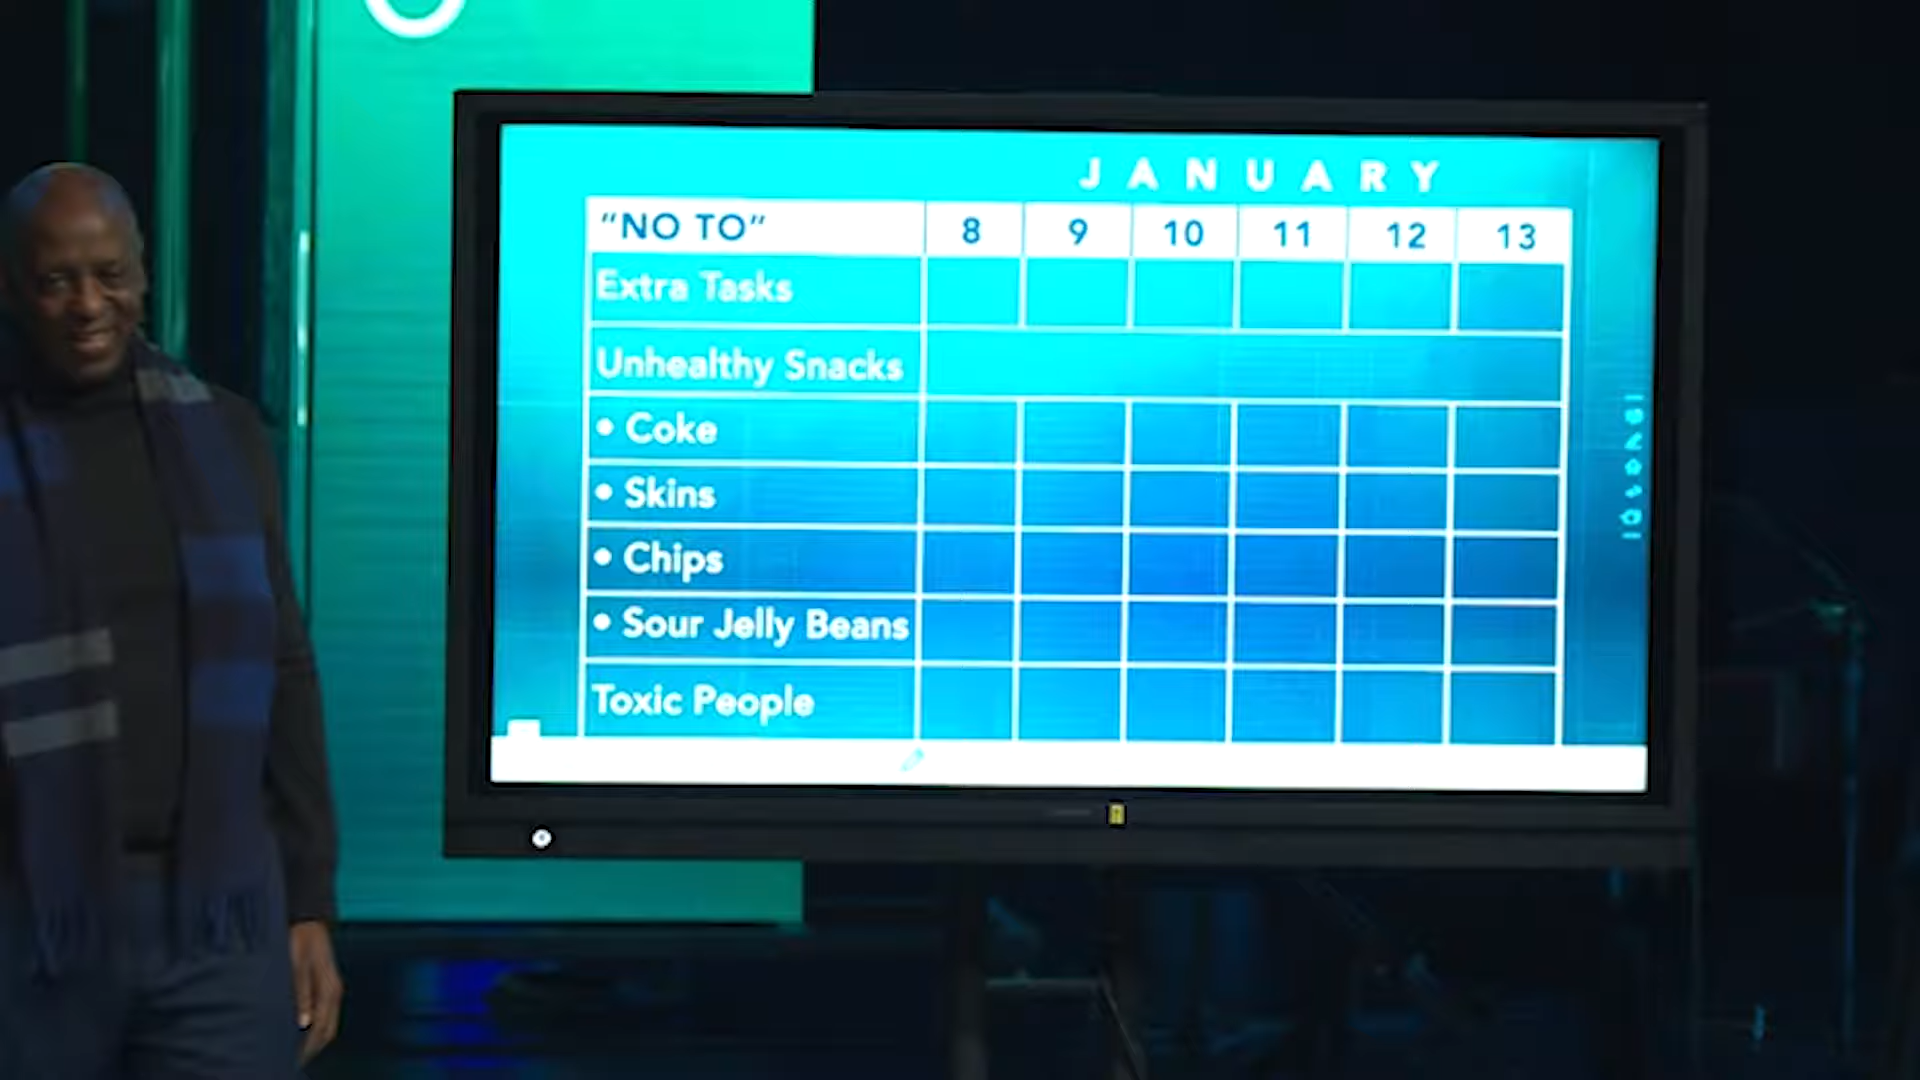 JANUARY
“NO TO” 8 9 10 11 12 13
Extra Tasks
Unhealthy Snacks
• Coke
• Skins
• Chips
• Sour Jelly Beans
Toxic People